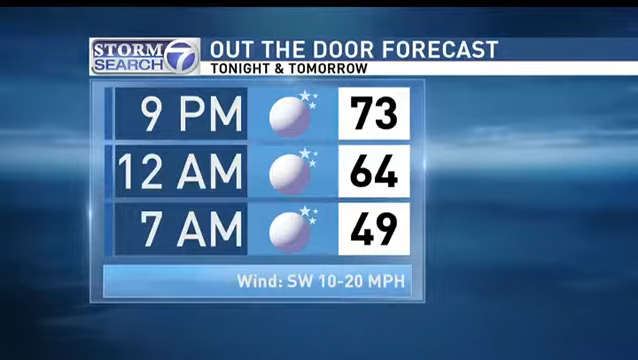 STORM
SEARCH 7
OUT THE DOOR FORECAST
TONIGHT & TOMORROW
9 PM 73
12 AM 64
7 AM 49
Wind: SW 10-20 MPH